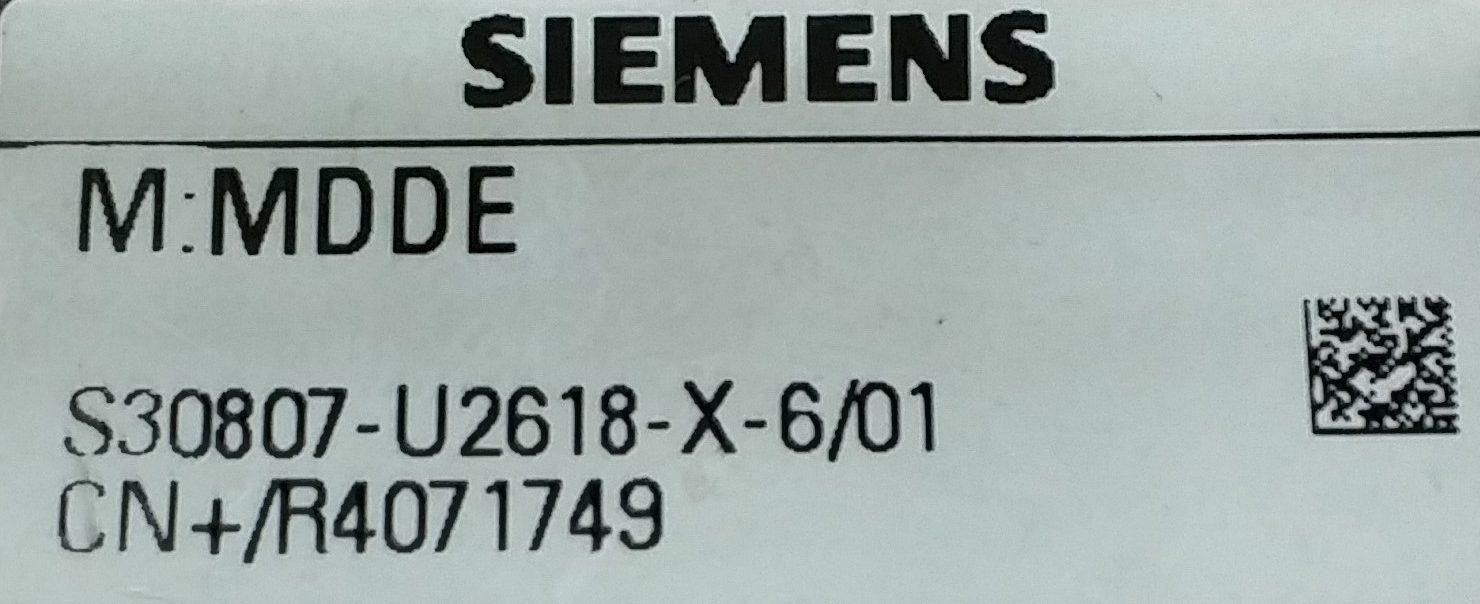 SIEMENS
M:MDDE
S30807-U2618-X-6/01
CN+/R4071749